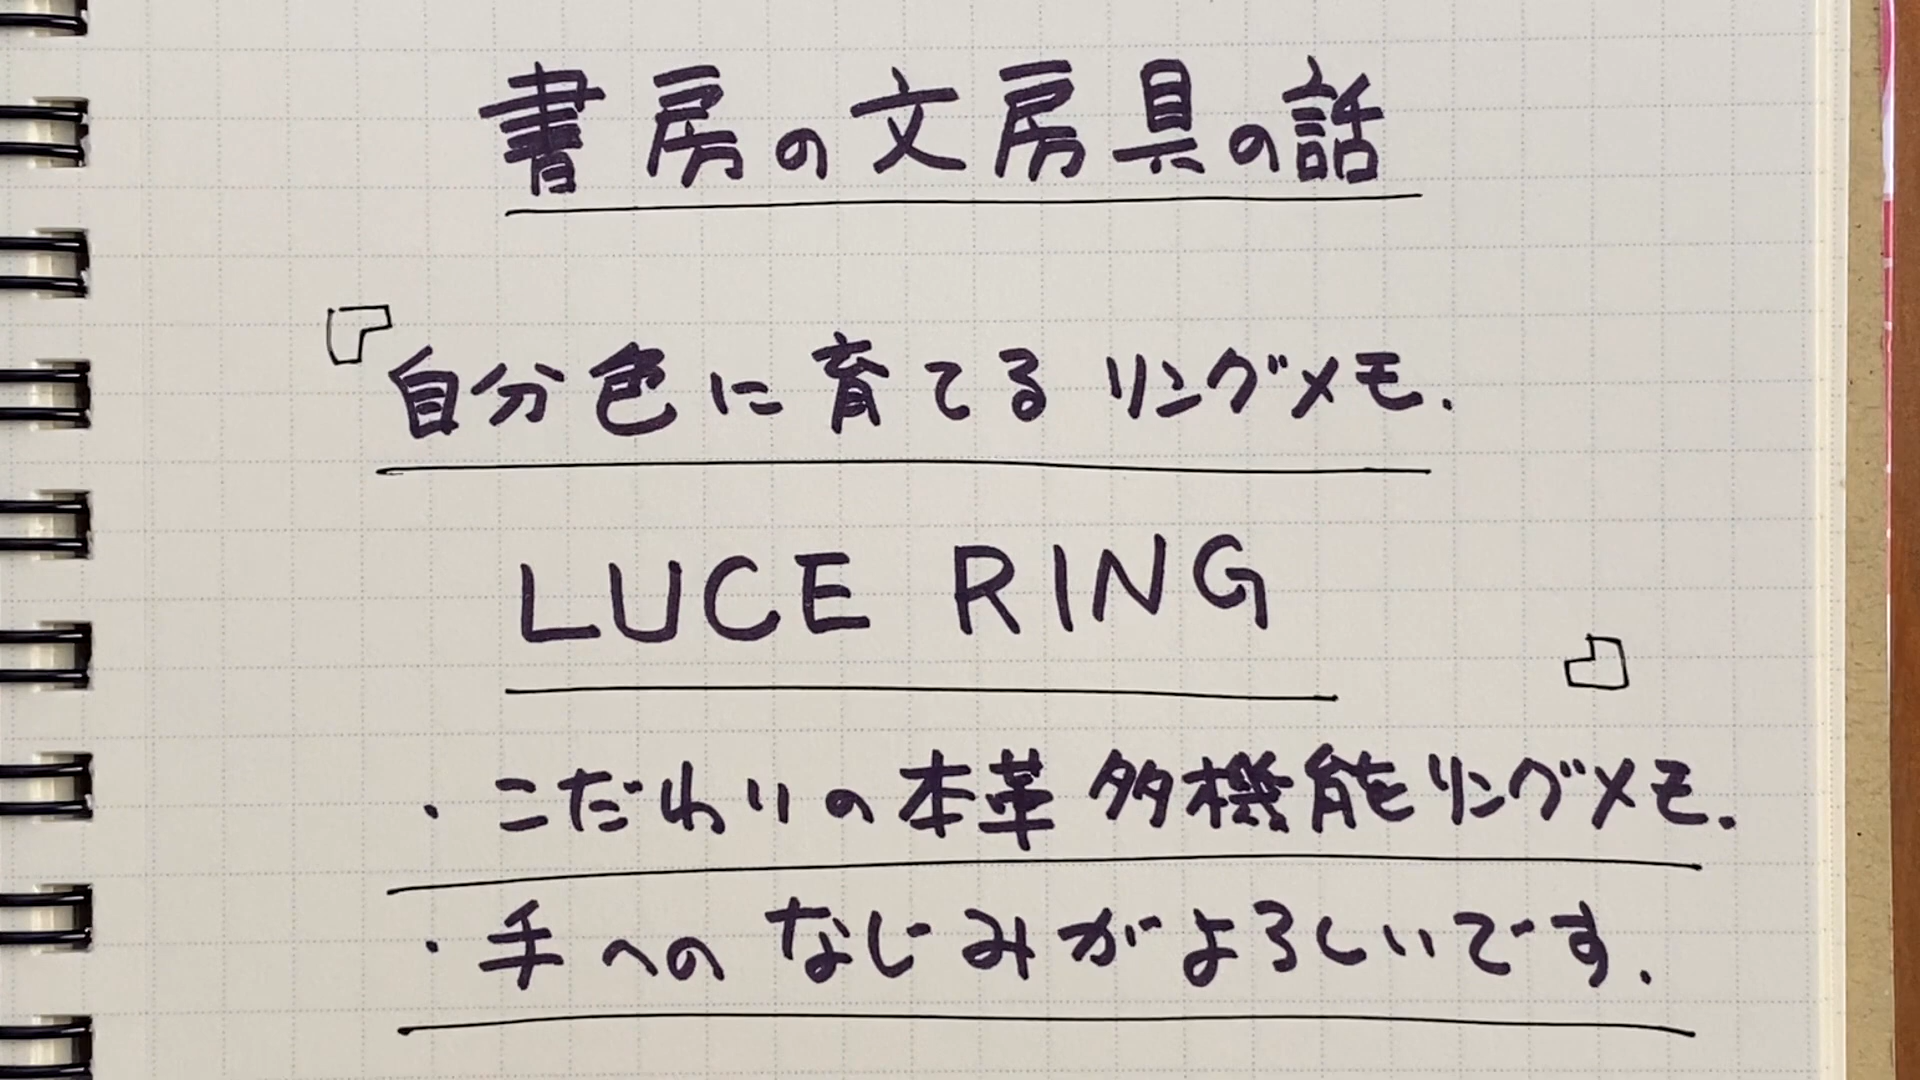 書房の文房具の話
『自分色に育てるリングメモ.
LUCE RING
』
・こだわりの本革多機能リングメモ.
・手へのなじみがよろしいです.